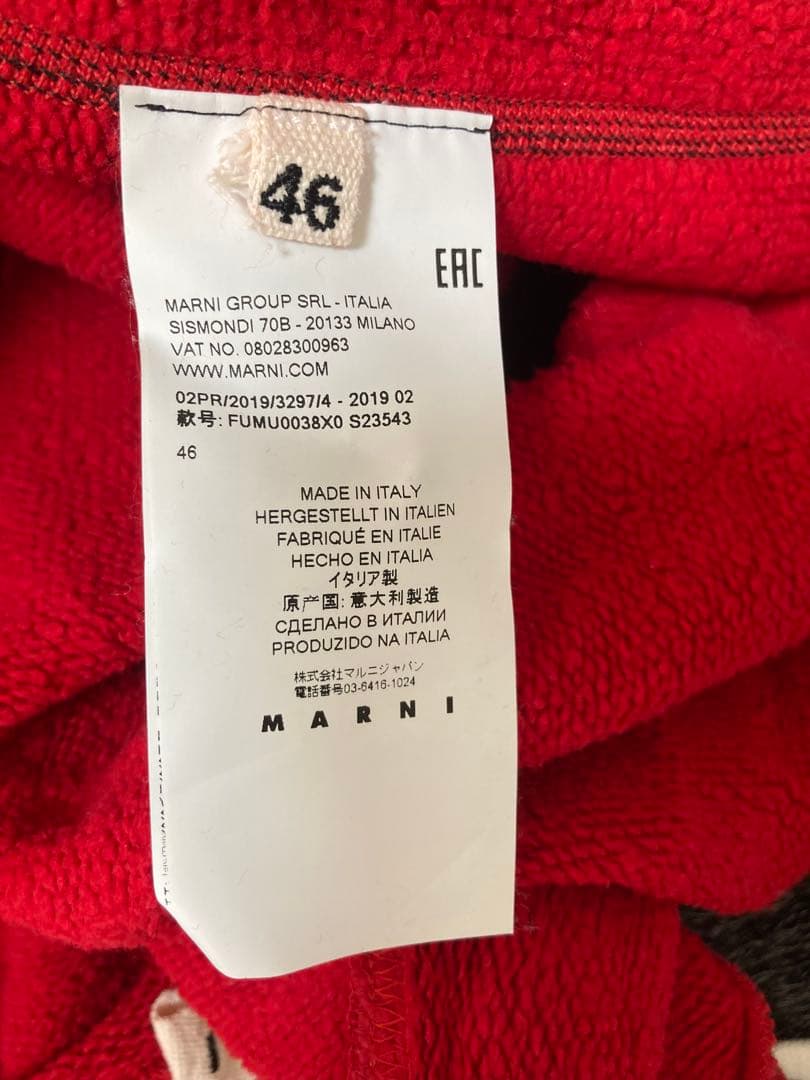 46
EAC
MARNI GROUP SRL - ITALIA
SISMONDI 70B - 20133 MILANO
VAT NO. 08028300963
WWW.MARNI.COM
02PR/2019/3297/4 - 2019 02
款号: FUMU0038X0 S23543
46
MADE IN ITALY
HERGESTELLT IN ITALIEN
FABRIQUÉ EN ITALIE
HECHO EN ITALIA
イタリア製
原产国: 意大利製造
СДЕЛАНО В ИТАЛИИ
PRODUZIDO NA ITALIA
株式会社マルニジャパン
電話番号03-6416-1024
MARNI